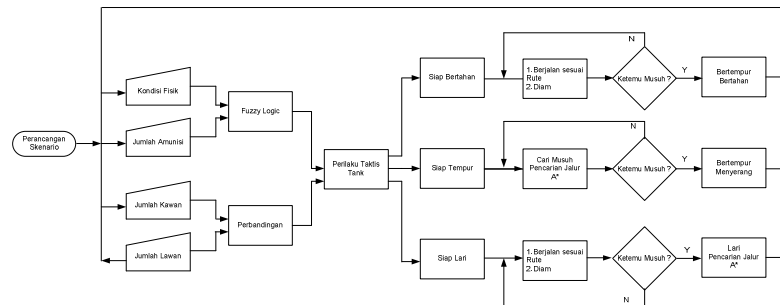 N
Kondisi Fisik
Siap Bertahan
1. Berjalan sesuai
Rute
2. Diam
Ketemu Musuh ?
Y
Bertempur
Bertahan
Fuzzy Logic
Perancangan
Skenario
Jumlah Amunisi
N
Perilaku Taktis
Tank
Siap Tempur
Cari Musuh
Pencarian Jalur
A*
Ketemu Musuh ?
Y
Bertempur
Menyerang
Jumlah Kawan
Perbandingan
Jumlah Lawan
Siap Lari
1. Berjalan sesuai
Rute
2. Diam
Ketemu Musuh ?
Y
Lari
Pencarian Jalur
A*
N